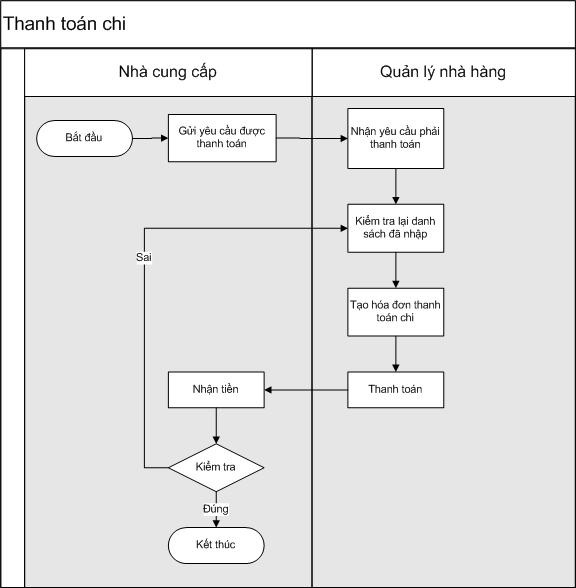 Thanh toán chi
Nhà cung cấp
Quản lý nhà hàng
Bắt đầu
Gửi yêu cầu được
thanh toán
Nhận yêu cầu phải
thanh toán
Kiểm tra lại danh
sách đã nhập
Sai
Tạo hóa đơn thanh
toán chi
Nhận tiền
Thanh toán
Kiểm tra
Đúng
Kết thúc